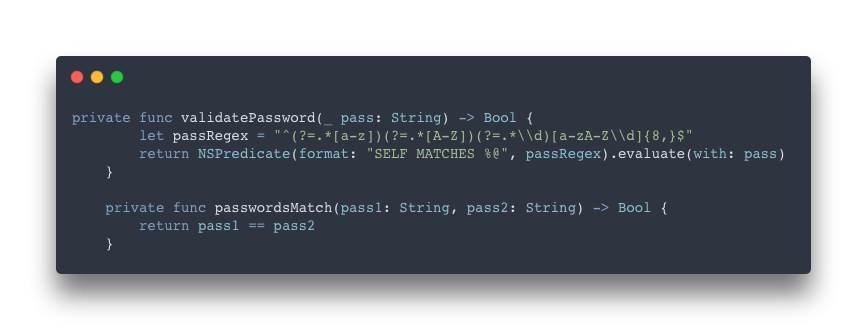 private func validatePassword(_ pass: String) -> Bool {
        let passRegex = "^(?=.*[a-z])(?=.*[A-Z])(?=.*\\d)[a-zA-Z\\d]{8,}$"
        return NSPredicate(format: "SELF MATCHES %@", passRegex).evaluate(with: pass)
    }
    private func passwordsMatch(pass1: String, pass2: String) -> Bool {
        return pass1 == pass2
    }